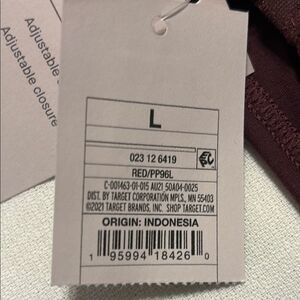 Adjustable
Adjustable closure
L
023 12 6419
RED/PP96L
C-001463-01-015 AU21 50A04-0025
DIST. BY TARGET CORPORATION MPLS., MN 55403
©2021 TARGET BRANDS, INC. SHOP TARGET.COM
ORIGIN: INDONESIA
1 95994 18426 0